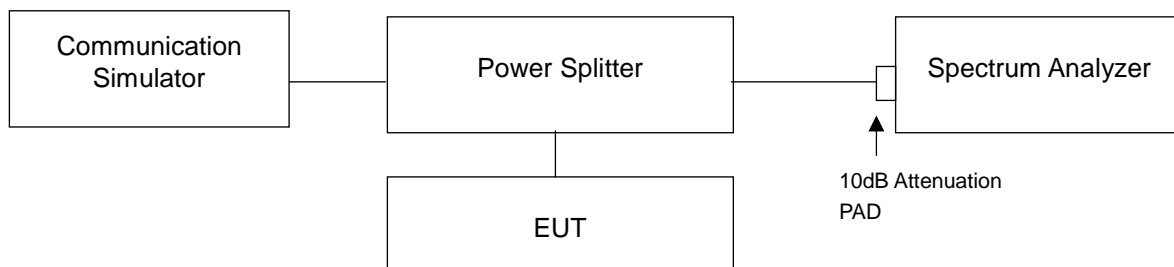 Communication
Simulator
Power Splitter
Spectrum Analyzer
10dB Attenuation
PAD
EUT